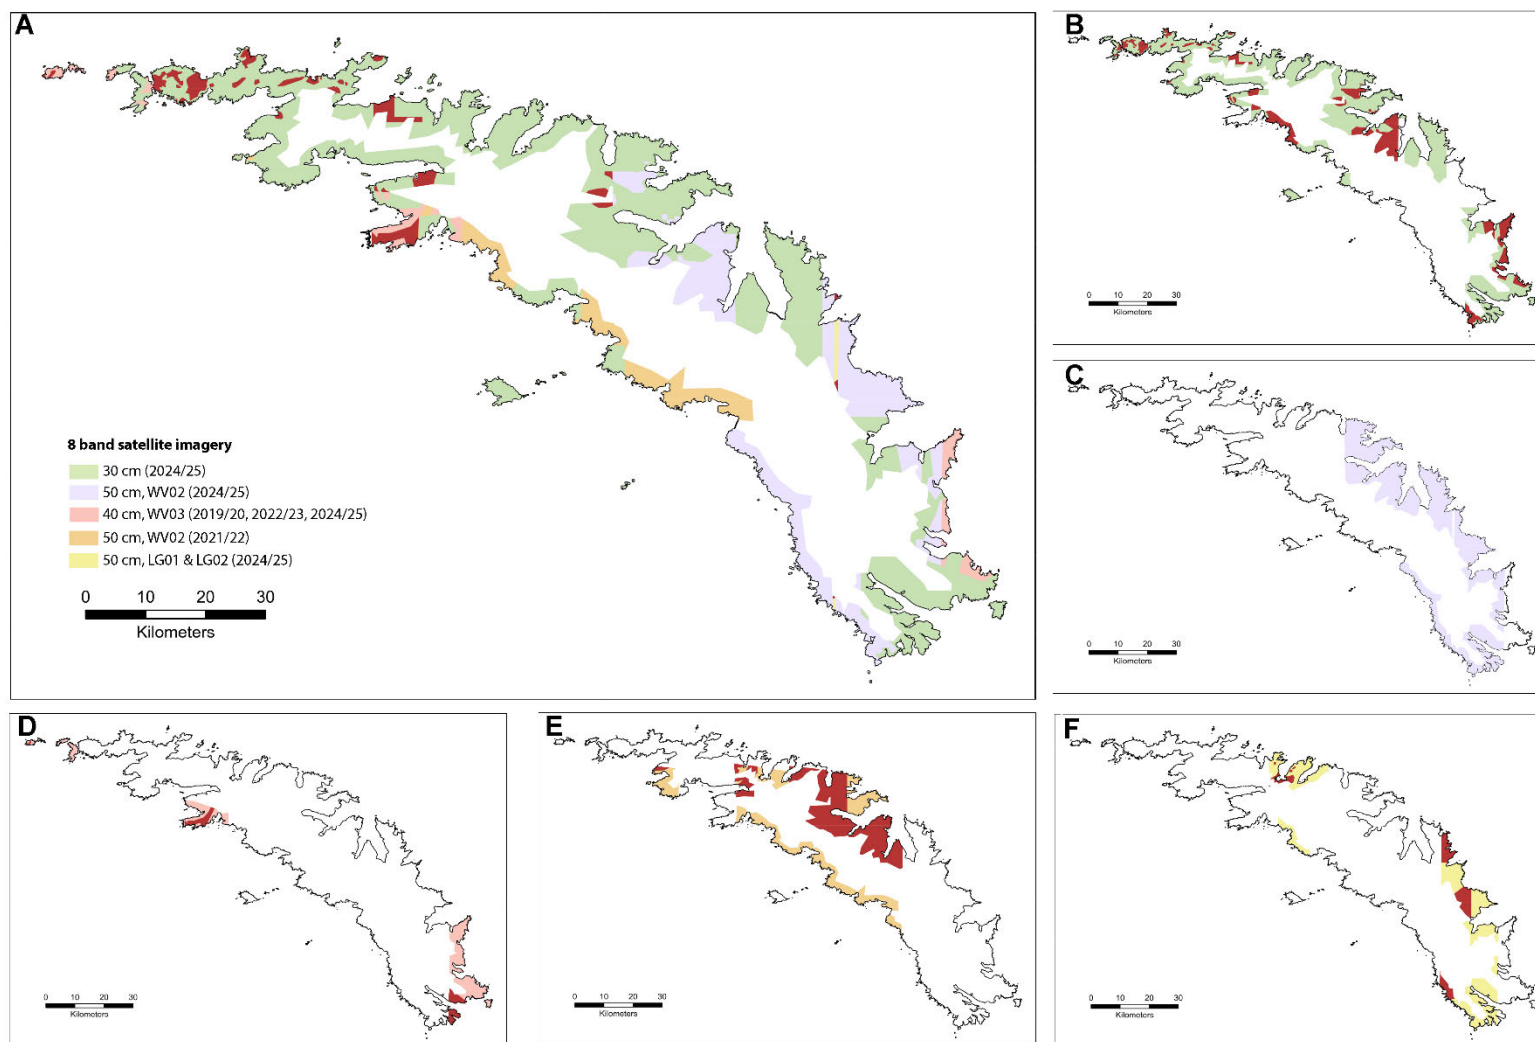 A
8 band satellite imagery
30 cm (2024/25)
50 cm, WV02 (2024/25)
40 cm, WV03 (2019/20, 2022/23, 2024/25)
50 cm, WV02 (2021/22)
50 cm, LG01 & LG02 (2024/25)
0 10 20 30
Kilometers
B
0 10 20 30
Kilometers
C
0 10 20 30
Kilometers
D
0 10 20 30
Kilometers
E
0 10 20 30
Kilometers
F
0 10 20 30
Kilometers